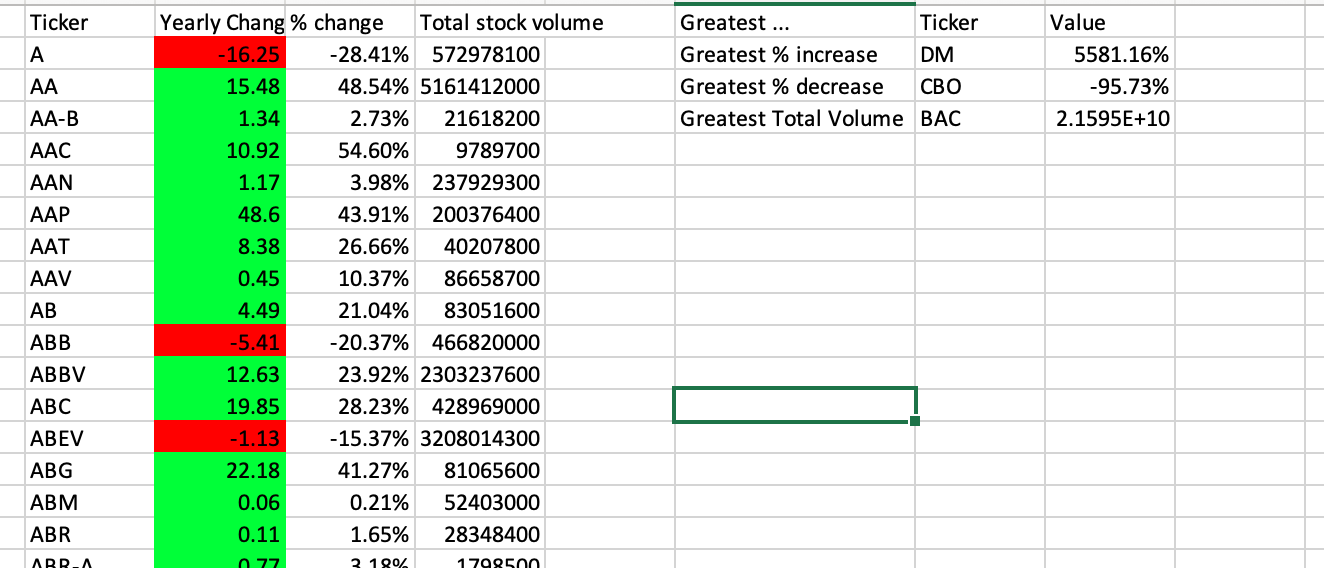 Ticker Yearly Chang % change Total stock volume Greatest ... Ticker Value
A -16.25 -28.41% 572978100 Greatest % increase DM 5581.16%
AA 15.48 48.54% 5161412000 Greatest % decrease CBO -95.73%
AA-B 1.34 2.73% 21618200 Greatest Total Volume BAC 2.1595E+10
AAC 10.92 54.60% 9789700
AAN 1.17 3.98% 237929300
AAP 48.6 43.91% 200376400
AAT 8.38 26.66% 40207800
AAV 0.45 10.37% 86658700
AB 4.49 21.04% 83051600
ABB -5.41 -20.37% 466820000
ABBV 12.63 23.92% 2303237600
ABC 19.85 28.23% 428969000
ABEV -1.13 -15.37% 3208014300
ABG 22.18 41.27% 81065600
ABM 0.06 0.21% 52403000
ABR 0.11 1.65% 28348400
ABR-A 0.77 3.18% 1798500